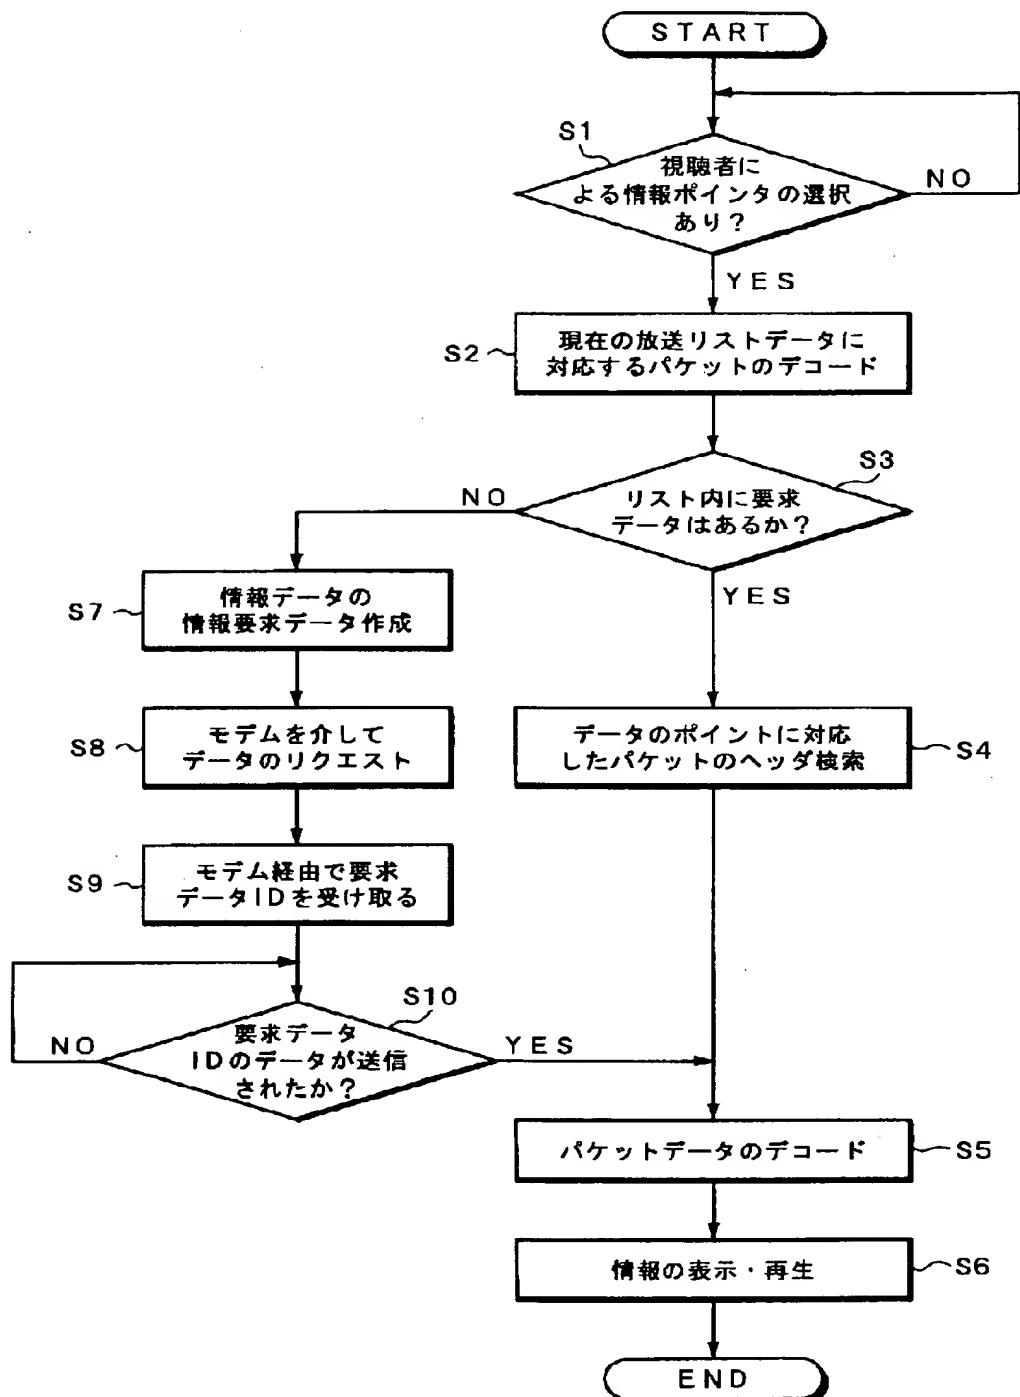 START
S1
視聴者に
よる情報ポインタの選択
あり？
NO
YES
S2
現在の放送リストデータに
対応するパケットのデコード
S3
リスト内に要求
データはあるか？
NO
YES
S7
情報データの
情報要求データ作成
S8
モデムを介して
データのリクエスト
データのポイントに対応
したパケットのヘッダ検索
S4
S9
モデム経由で要求
データIDを受け取る
S10
要求データ
IDのデータが送信
されたか？
NO
YES
パケットデータのデコード
S5
情報の表示・再生
S6
END